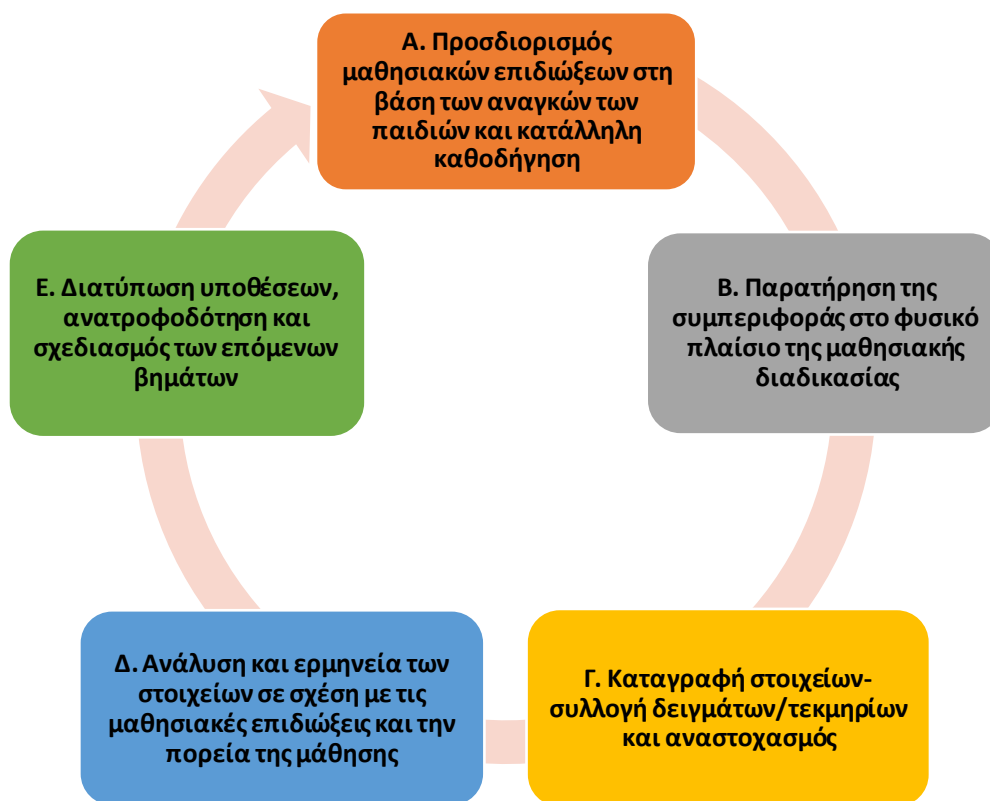 Α. Προσδιορισμός
μαθησιακών επιδιώξεων στη
βάση των αναγκών των
παιδιών και κατάλληλη
καθοδήγηση
Β. Παρατήρηση της
συμπεριφοράς στο φυσικό
πλαίσιο της μαθησιακής
διαδικασίας
Γ. Καταγραφή στοιχείων-
συλλογή δειγμάτων/τεκμηρίων
και αναστοχασμός
Δ. Ανάλυση και ερμηνεία των
στοιχείων σε σχέση με τις
μαθησιακές επιδιώξεις και την
πορεία της μάθησης
Ε. Διατύπωση υποθέσεων,
ανατροφοδότηση και
σχεδιασμός των επόμενων
βημάτων